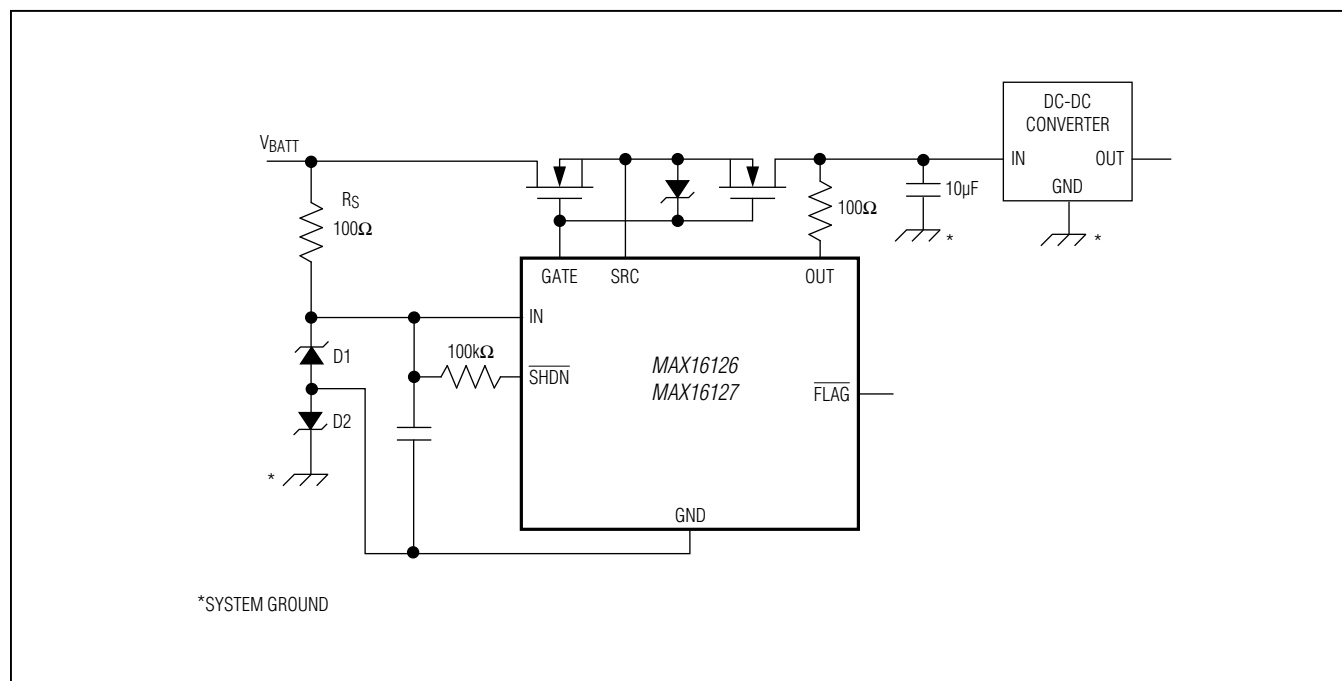 DC-DC
CONVERTER
IN
OUT
GND
*
VBATT
RS
100Ω
100Ω
10µF
*
GATE
SRC
OUT
IN
100kΩ
SHDN
MAX16126
MAX16127
FLAG
D1
D2
*
GND
*SYSTEM GROUND